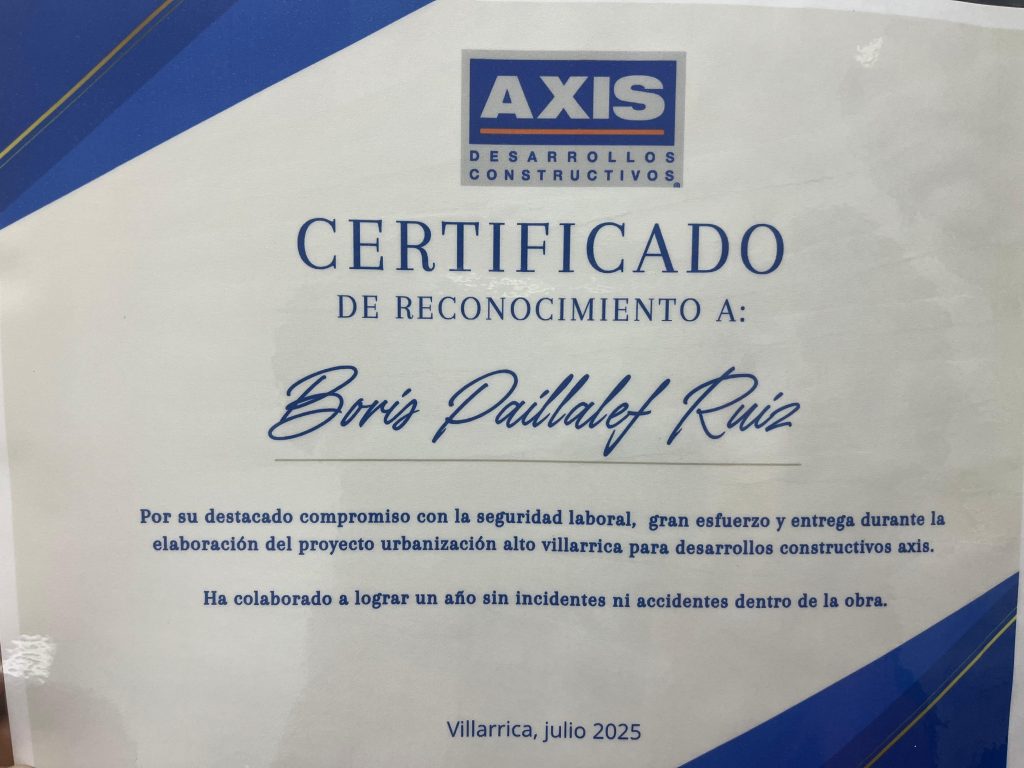 AXIS
DESARROLLOS
CONSTRUCTIVOS®
CERTIFICADO
DE RECONOCIMIENTO A:
Boris Paillalef Ruiz
Por su destacado compromiso con la seguridad laboral, gran esfuerzo y entrega durante la
elaboración del proyecto urbanización alto villarrica para desarrollos constructivos axis.
Ha colaborado a lograr un año sin incidentes ni accidentes dentro de la obra.
Villarrica, julio 2025